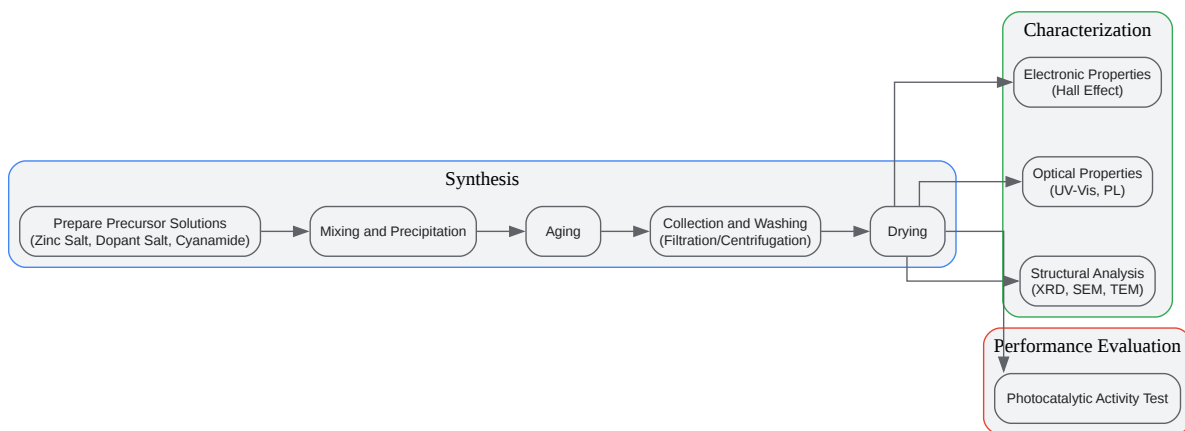 Characterization
Electronic Properties
(Hall Effect)
Optical Properties
(UV-Vis, PL)
Synthesis
Prepare Precursor Solutions
(Zinc Salt, Dopant Salt, Cyanamide)
Mixing and Precipitation
Aging
Collection and Washing
(Filtration/Centrifugation)
Drying
Structural Analysis
(XRD, SEM, TEM)
Performance Evaluation
Photocatalytic Activity Test